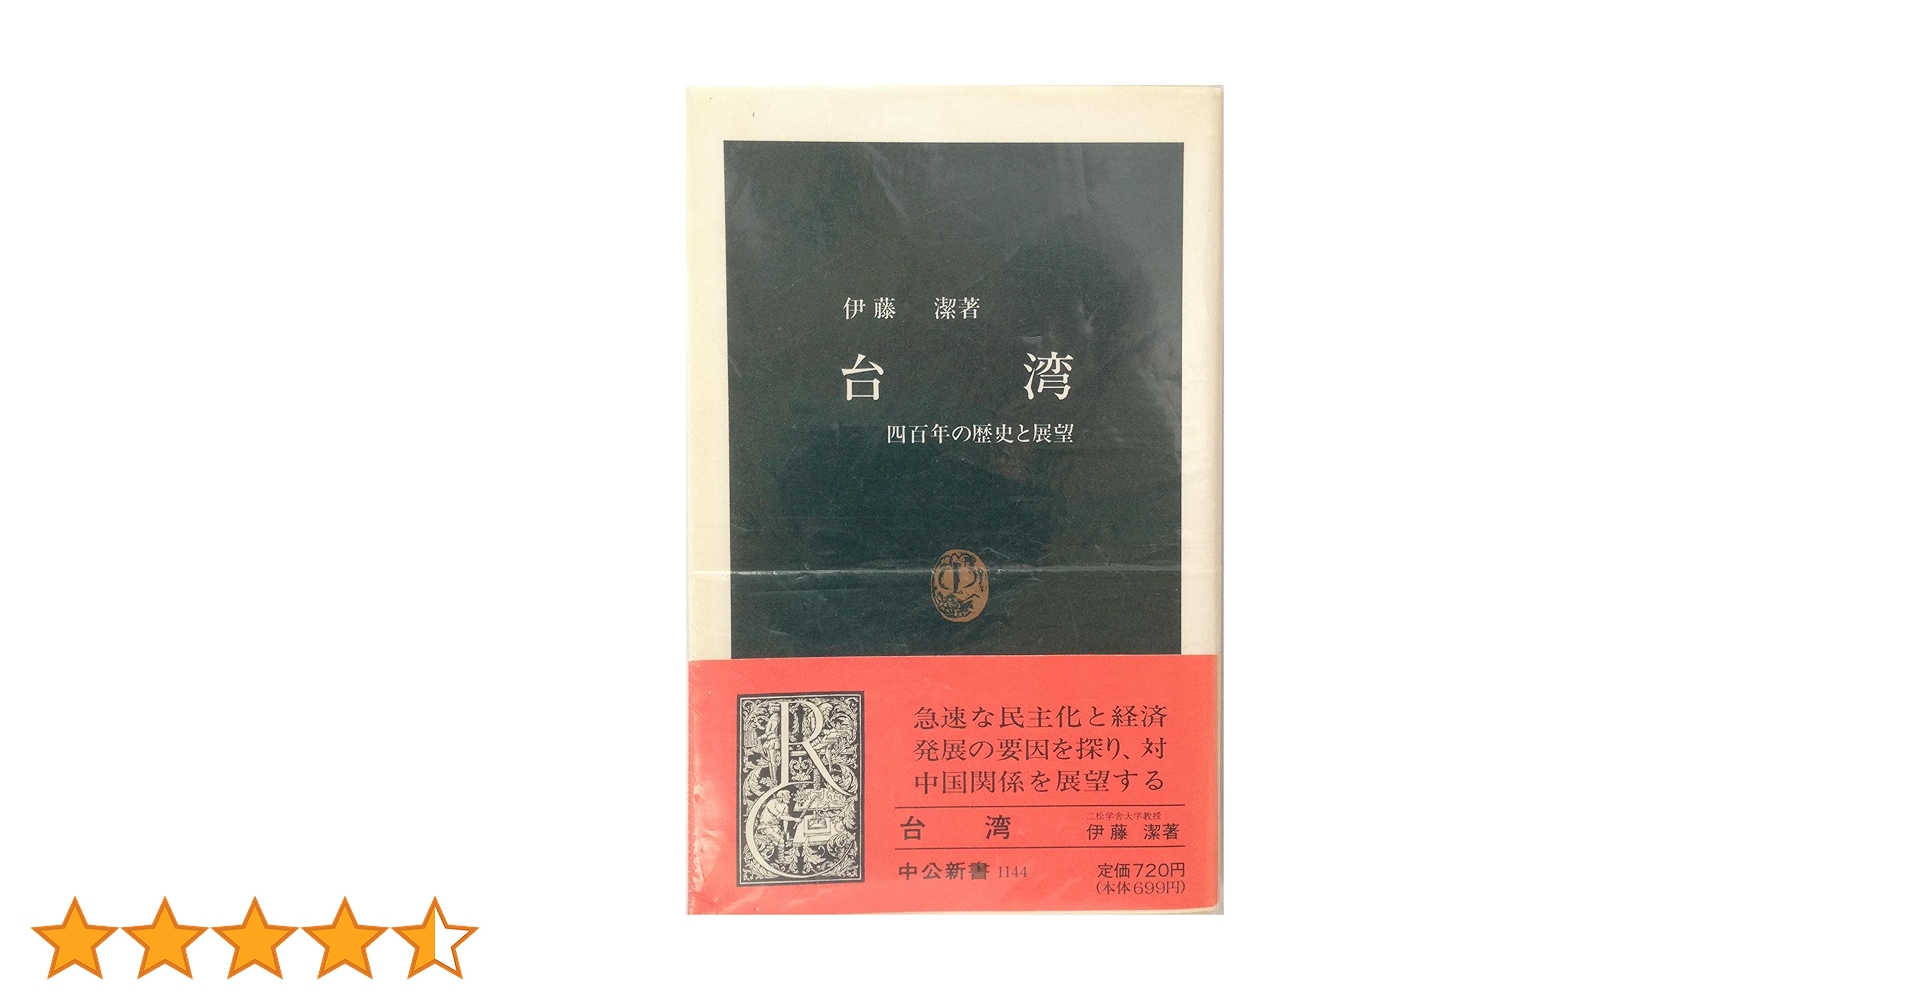 伊藤 潔著
台 湾
四百年の歴史と展望
急速な民主化と経済
発展の要因を探り、対
中国関係を展望する
台 湾
二松学舎大学教授
伊藤 潔著
中公新書 1144
定価720円
(本体699円)